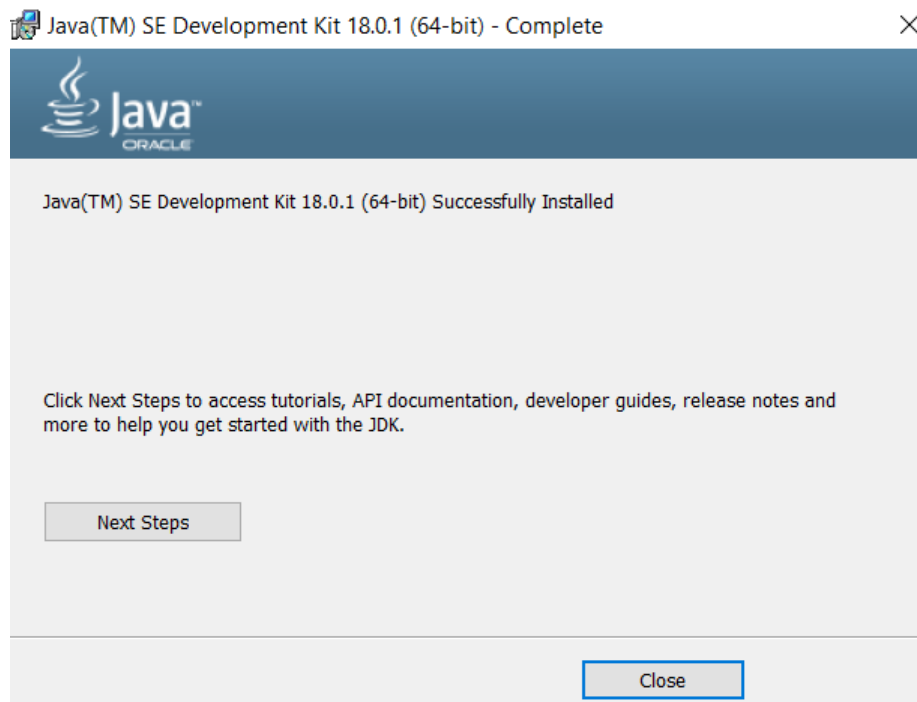 Java(TM) SE Development Kit 18.0.1 (64-bit) - Complete
Java™
ORACLE
Java(TM) SE Development Kit 18.0.1 (64-bit) Successfully Installed
Click Next Steps to access tutorials, API documentation, developer guides, release notes and
more to help you get started with the JDK.
Next Steps
Close